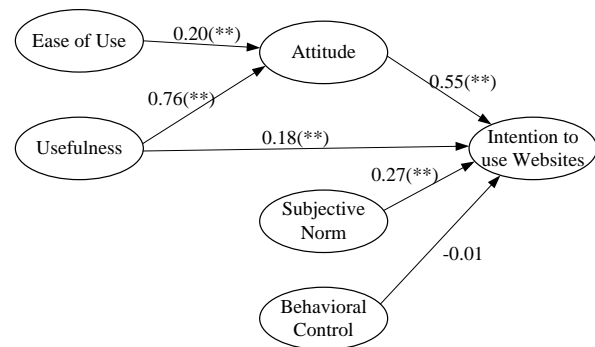 Ease of Use
0.20(**)
Attitude
0.76(**)
0.55(**)
Usefulness
0.18(**)
Intention to
use Websites
0.27(**)
Subjective
Norm
-0.01
Behavioral
Control